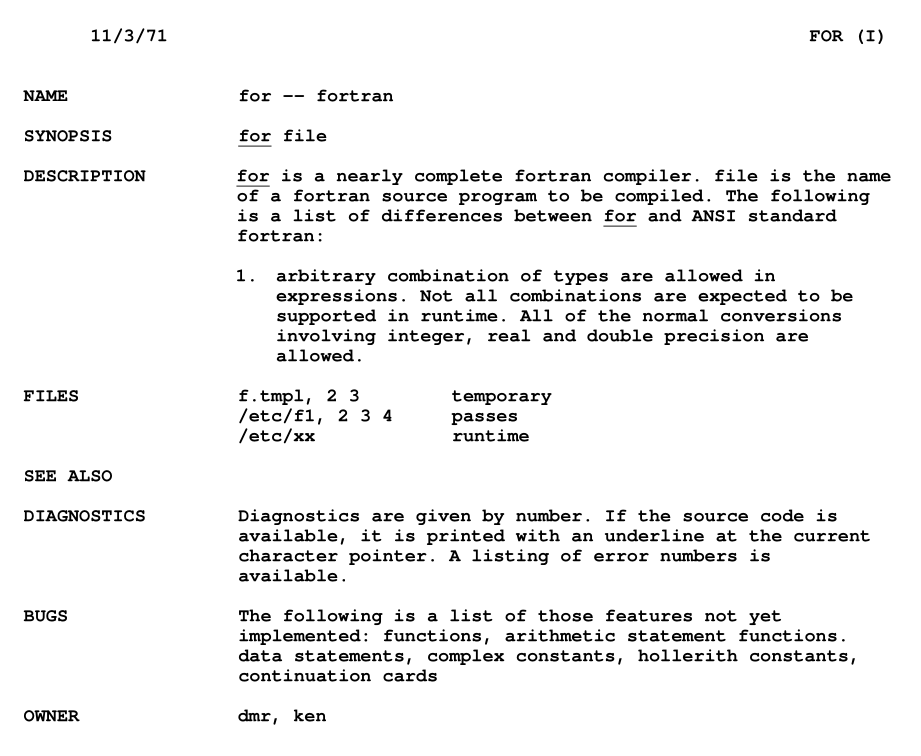 11/3/71 FOR (I)
NAME for -- fortran
SYNOPSIS for file
DESCRIPTION for is a nearly complete fortran compiler. file is the name
of a fortran source program to be compiled. The following
is a list of differences between for and ANSI standard
fortran:
1. arbitrary combination of types are allowed in
expressions. Not all combinations are expected to be
supported in runtime. All of the normal conversions
involving integer, real and double precision are
allowed.
FILES f.tmpl, 2 3 temporary
/etc/f1, 2 3 4 passes
/etc/xx runtime
SEE ALSO
DIAGNOSTICS Diagnostics are given by number. If the source code is
available, it is printed with an underline at the current
character pointer. A listing of error numbers is
available.
BUGS The following is a list of those features not yet
implemented: functions, arithmetic statement functions.
data statements, complex constants, hollerith constants,
continuation cards
OWNER dmr, ken